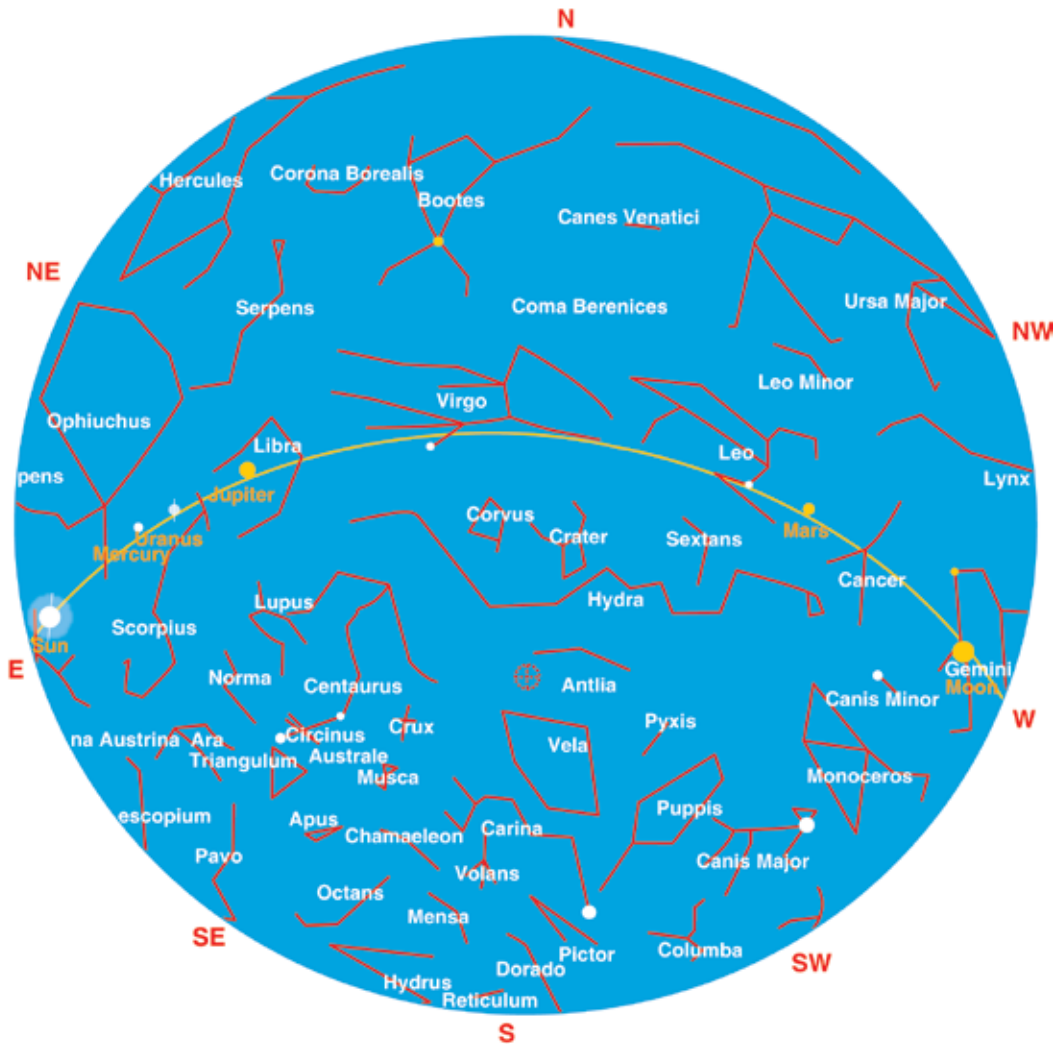 N
Hercules
Corona Borealis
Bootes
Canes Venatici
NE
Serpens
Coma Berenices
Ursa Major
NW
Leo Minor
Virgo
Ophiuchus
Libra
Leo
pens
Jupiter
Lynx
Corvus
Crater
Sextans
Mars
Uranus
Mercury
Cancer
Lupus
Hydra
Scorpius
Sun
E
Norma
Centaurus
Antlia
Gemini
Moon
Canis Minor
W
Crux
Pyxis
na Austrina
Ara
Circinus
Vela
Triangulum
Australe
Musca
Monoceros
escopium
Apus
Chamaeleon
Carina
Puppis
Pavo
Volans
Canis Major
Octans
Mensa
SE
Pictor
Columba
SW
Dorado
Hydrus
Reticulum
S